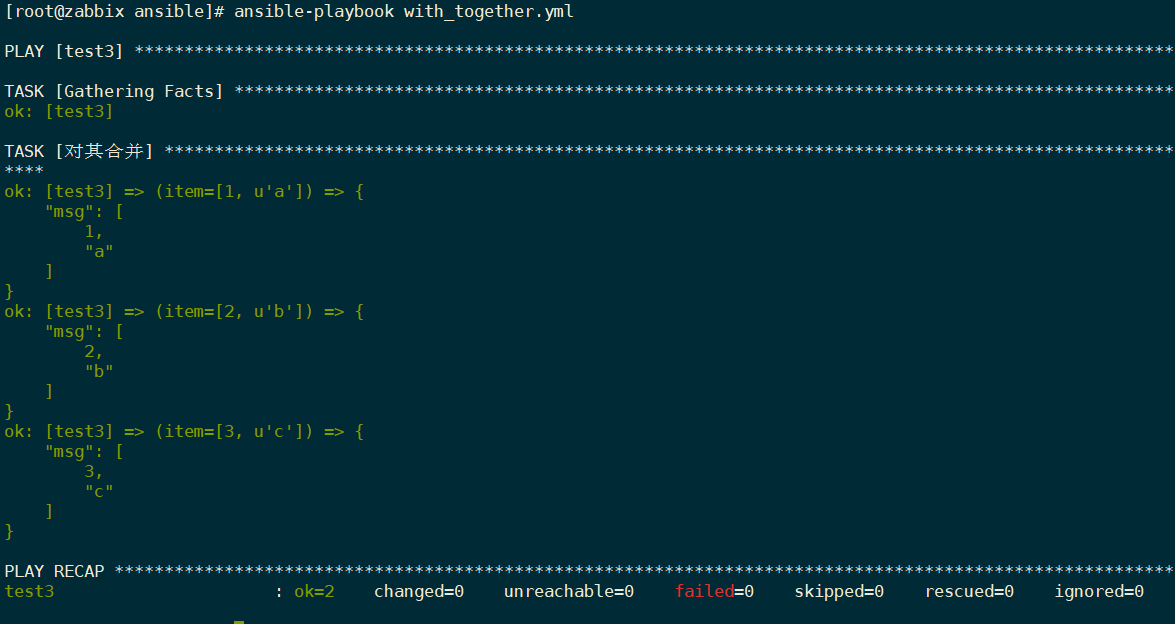 [root@zabbix ansible]# ansible-playbook with_together.yml
PLAY [test3] ********************************************************************************************************
TASK [Gathering Facts] **********************************************************************************************
ok: [test3]
TASK [对其合并] *****************************************************************************************************
****
ok: [test3] => (item=[1, u'a']) => {
    "msg": [
        1,
        "a"
    ]
}
ok: [test3] => (item=[2, u'b']) => {
    "msg": [
        2,
        "b"
    ]
}
ok: [test3] => (item=[3, u'c']) => {
    "msg": [
        3,
        "c"
    ]
}
PLAY RECAP **********************************************************************************************************
test3                      : ok=2    changed=0    unreachable=0    failed=0    skipped=0    rescued=0    ignored=0